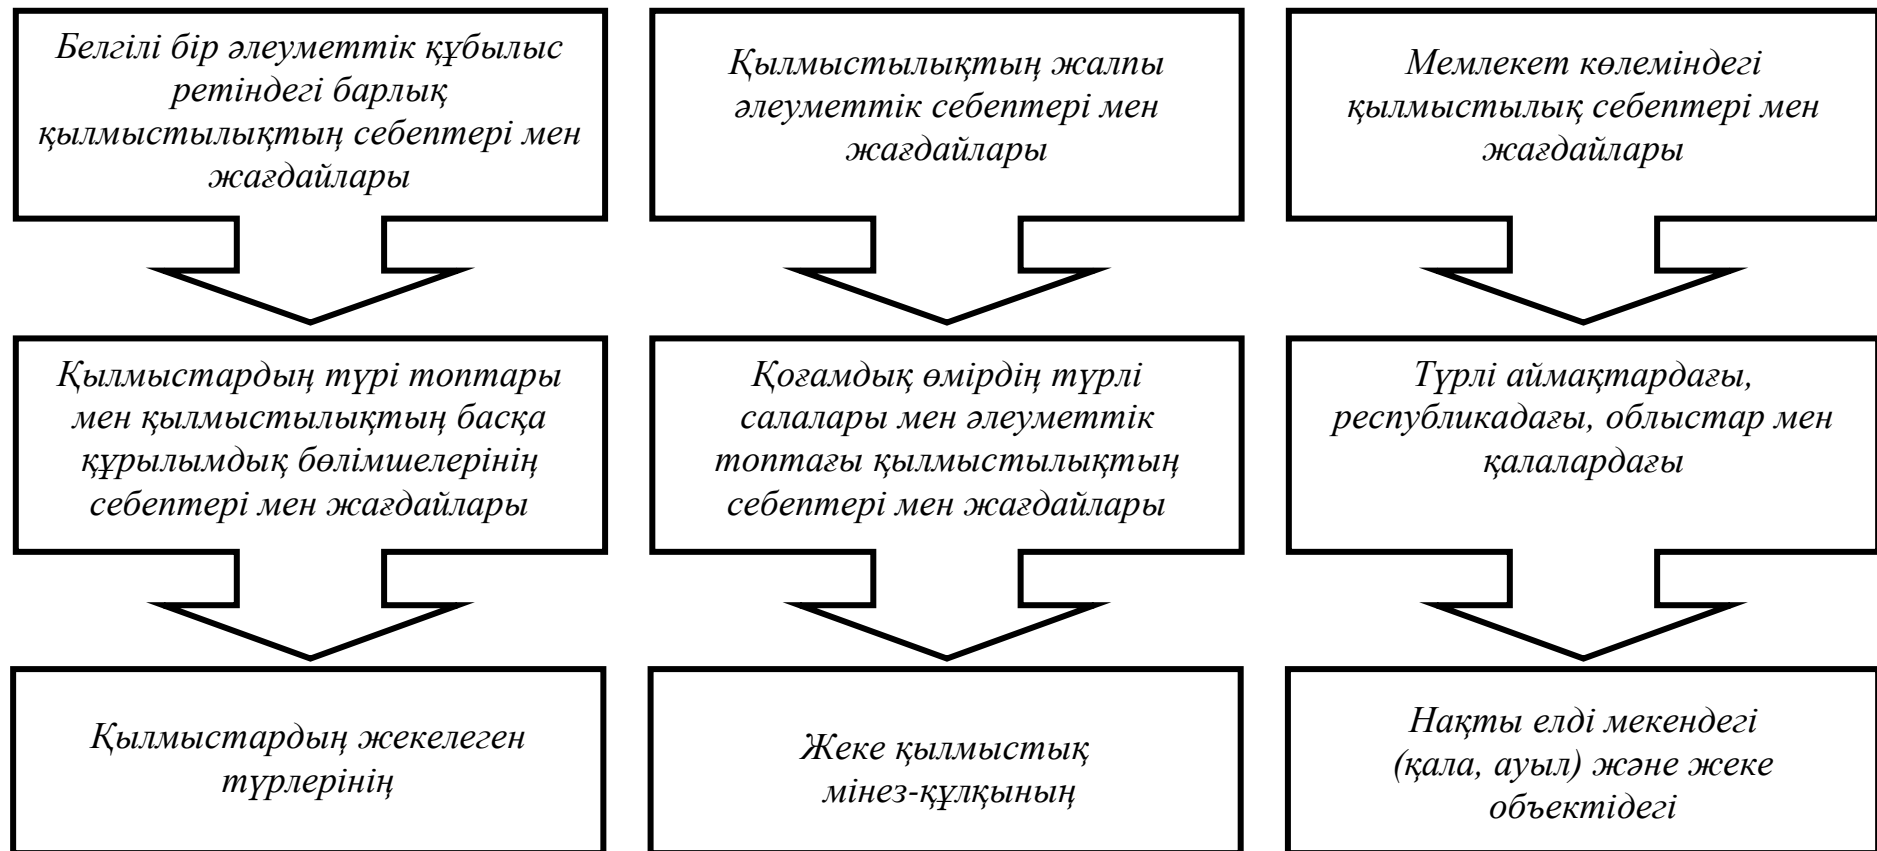 Белгілі бір әлеуметтік құбылыс
ретіндегі барлық
қылмыстылықтың себептері мен
жағдайлары
Қылмыстылықтың жалпы
әлеуметтік себептері мен
жағдайлары
Мемлекет көлеміндегі
қылмыстылық себептері мен
жағдайлары
Қылмыстардың түрі топтары
мен қылмыстылықтың басқа
құрылымдық бөлімшелерінің
себептері мен жағдайлары
Қоғамдық өмірдің түрлі
салалары мен әлеуметтік
топтағы қылмыстылықтың
себептері мен жағдайлары
Түрлі аймақтардағы,
республикадағы, облыстар мен
қалалардағы
Қылмыстардың жекелеген
түрлерінің
Жеке қылмыстық
мінез-құлқының
Нақты елді мекендегі
(қала, ауыл) және жеке
объектідегі